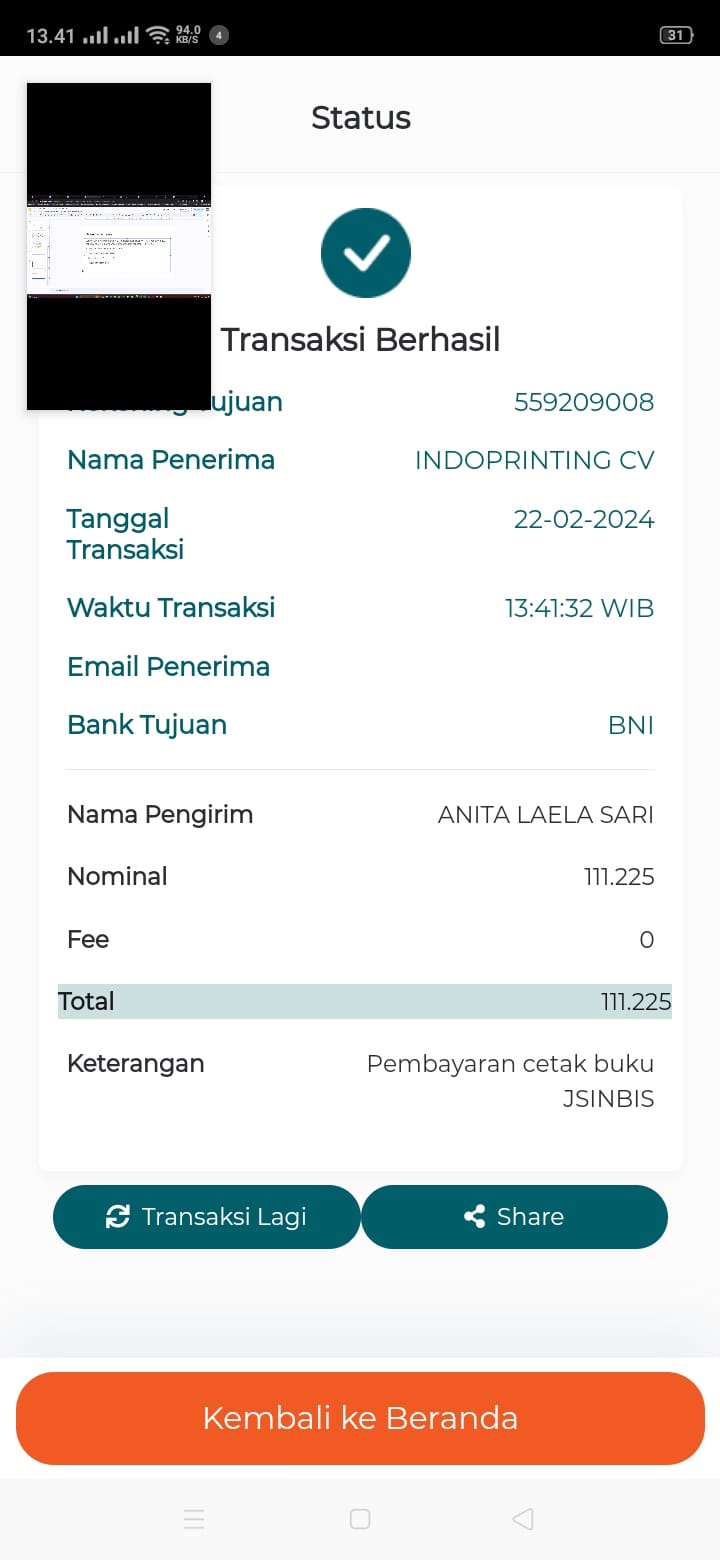 13.41 94.0 KB/S 4 31
Status
Transaksi Berhasil
ujuan 559209008
Nama Penerima INDOPRINTING CV
Tanggal Transaksi 22-02-2024
Waktu Transaksi 13:41:32 WIB
Email Penerima
Bank Tujuan BNI
Nama Pengirim ANITA LAELA SARI
Nominal 111.225
Fee 0
Total 111.225
Keterangan Pembayaran cetak buku
JSINBIS
Transaksi Lagi Share
Kembali ke Beranda